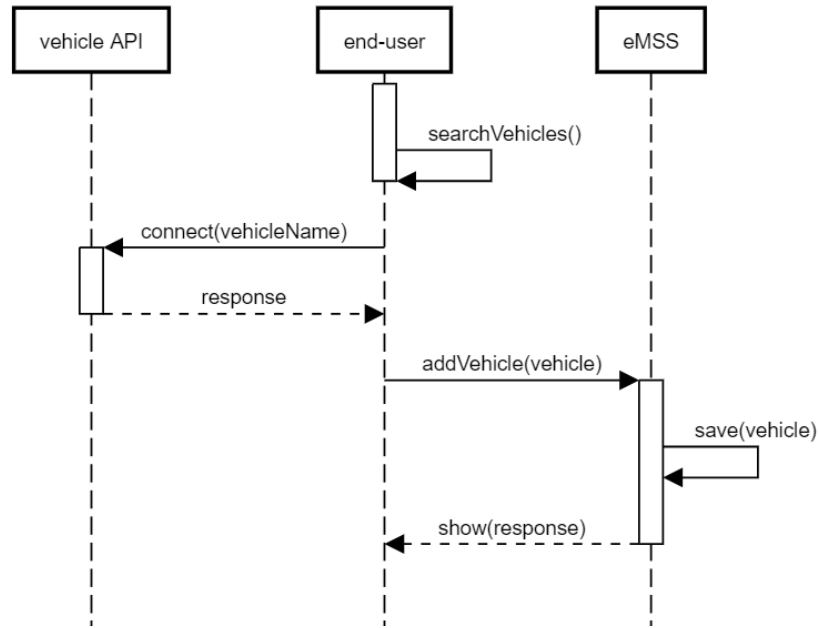 vehicle API
end-user
eMSS
searchVehicles()
connect(vehicleName)
response
addVehicle(vehicle)
save(vehicle)
show(response)